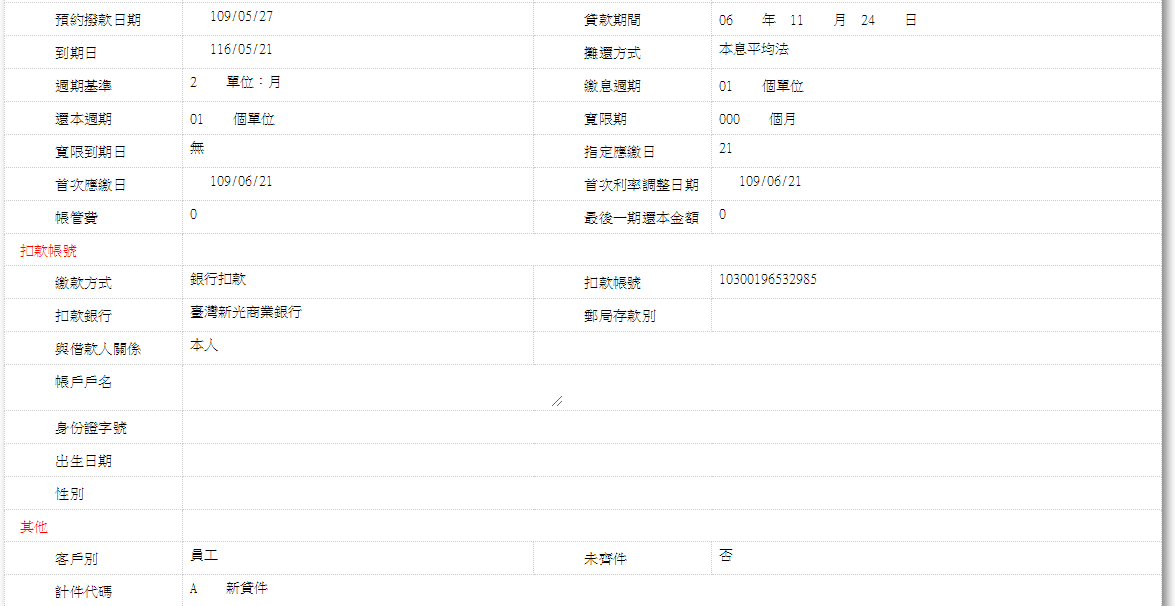 預約撥款日期 109/05/27 貸款期間 06 年 11 月 24 日
到期日 116/05/21 攤還方式 本息平均法
週期基準 2 單位：月 繳息週期 01 個單位
還本週期 01 個單位 寬限期 000 個月
寬限到期日 無 指定應繳日 21
首次應繳日 109/06/21 首次利率調整日期 109/06/21
帳管費 0 最後一期還本金額 0
扣款帳號
繳款方式 銀行扣款 扣款帳號 10300196532985
扣款銀行 臺灣新光商業銀行 郵局存款別
與借款人關係 本人
帳戶戶名
身份證字號
出生日期
性別
其他
客戶別 員工 未齊件 否
計件代碼 A 新貸件